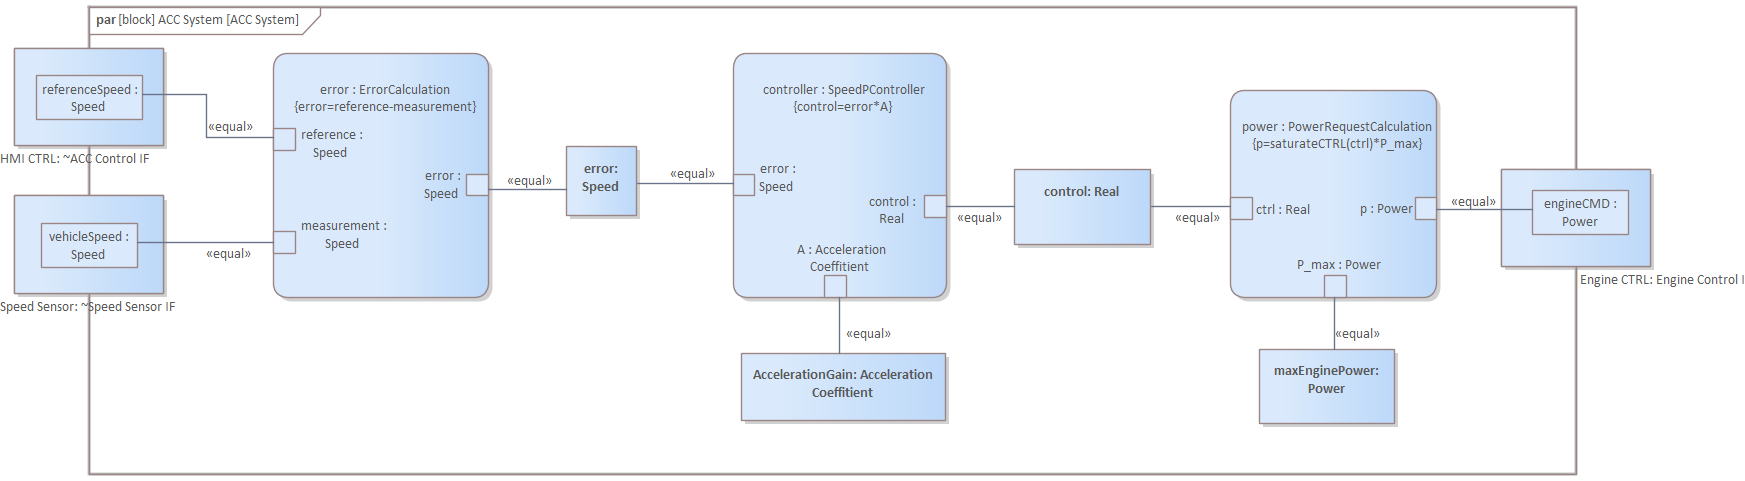 par [block] ACC System [ACC System]
referenceSpeed :
Speed
HMI CTRL: ~ACC Control IF
vehicleSpeed :
Speed
Speed Sensor: ~Speed Sensor IF
«equal»
«equal»
error : ErrorCalculation
{error=reference-measurement}
reference :
Speed
error :
Speed
measurement :
Speed
«equal»
error:
Speed
«equal»
controller : SpeedPController
{control=error*A}
error :
Speed
control :
Real
A : Acceleration
Coeffitient
«equal»
AccelerationGain: Acceleration
Coeffitient
«equal»
control: Real
«equal»
power : PowerRequestCalculation
{p=saturateCTRL(ctrl)*P_max}
ctrl : Real
p : Power
P_max : Power
«equal»
maxEnginePower:
Power
«equal»
engineCMD :
Power
Engine CTRL: Engine Control I